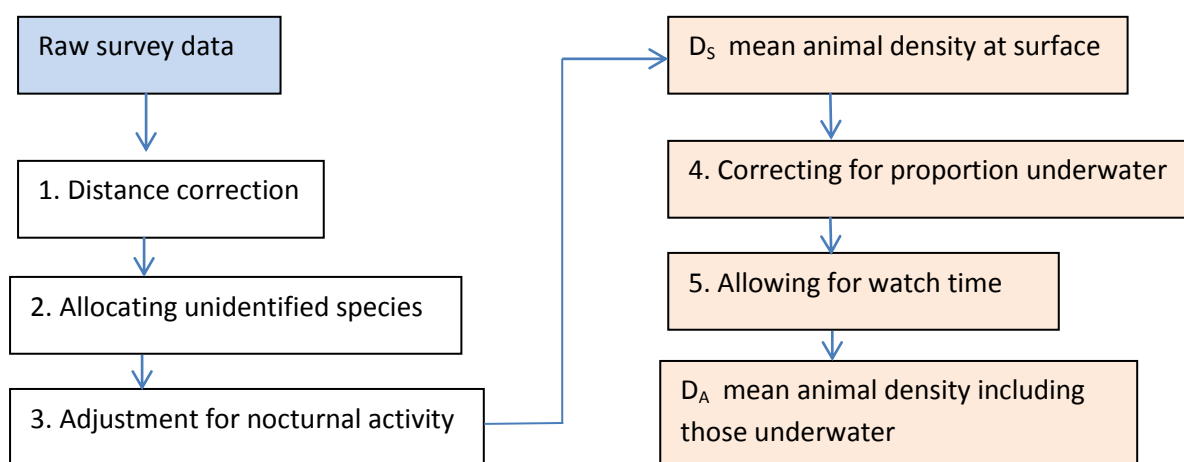 Raw survey data
1. Distance correction
2. Allocating unidentified species
3. Adjustment for nocturnal activity
Dₛ mean animal density at surface
4. Correcting for proportion underwater
5. Allowing for watch time
Dₐ mean animal density including
those underwater